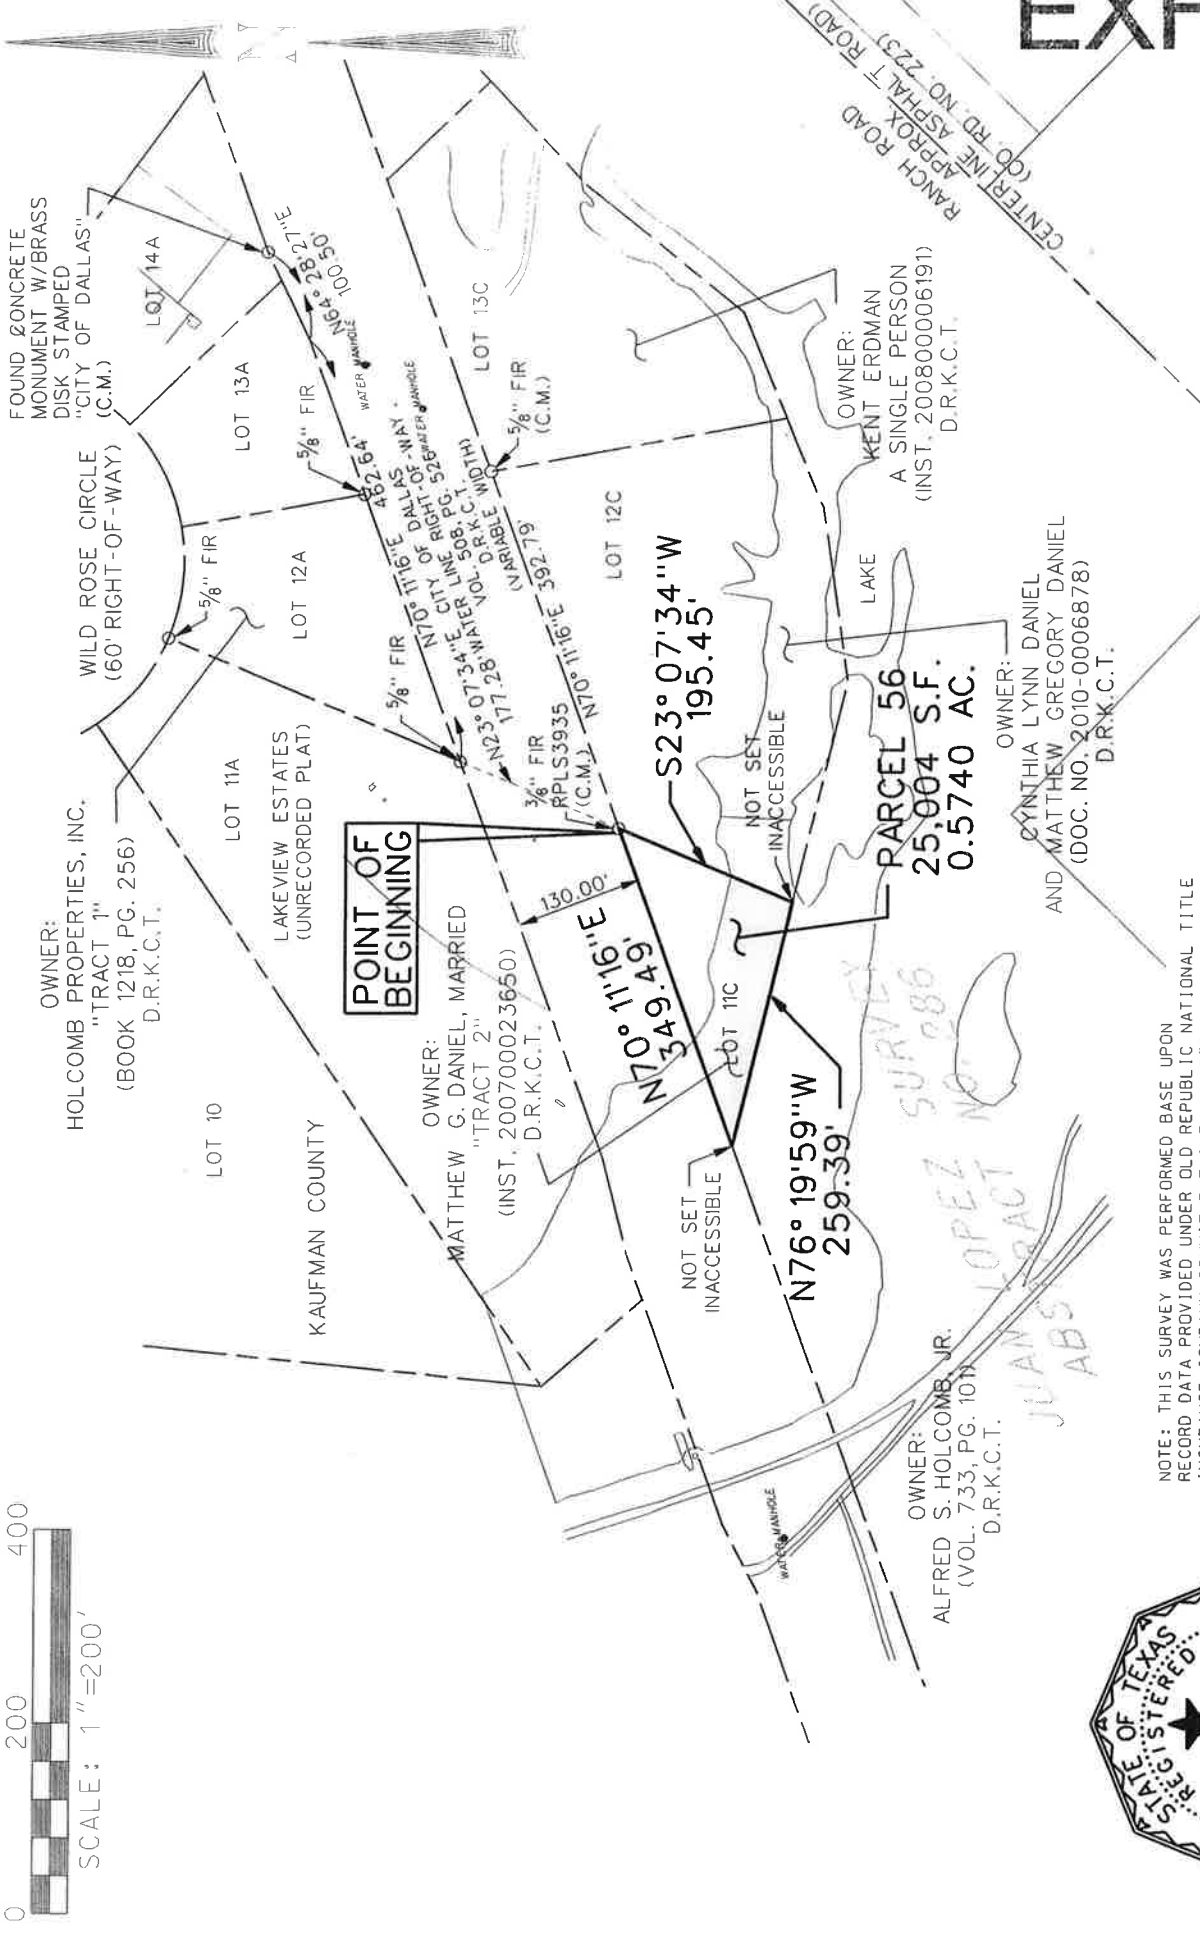 0 200 400
SCALE: 1"=200'
FOUND CONCRETE
MONUMENT W/BRASS
DISK STAMPED
"CITY OF DALLAS"
(C.M.)
WILD ROSE CIRCLE
(60' RIGHT-OF-WAY)
OWNER:
HOLCOMB PROPERTIES, INC.
"TRACT 1"
(BOOK 1218, PG. 256)
D.R.K.C.T.
LOT 14A
LOT 13A
LOT 12A
LOT 11A
LOT 10
5/8" FIR
5/8" FIR
5/8" FIR
LAKEVIEW ESTATES
(UNRECORDED PLAT)
KAUFMAN COUNTY
N64° 28'27"E
100.50'
WATER MANHOLE
462.64'
N70° 11'16"E
CITY OF DALLAS
WATER LINE RIGHT-OF-WAY
VOL. 508, PG. 526
D.R.K.C.T.
(VARIABLE WIDTH)
WATER MANHOLE
N23° 07'34"E
177.28'
N70° 11'16"E 392.79
LOT 13C
5/8" FIR
(C.M.)
3/8" FIR
RPLS3935
(C.M.)
POINT OF
BEGINNING
130.00'
OWNER:
MATTHEW G. DANIEL, MARRIED
"TRACT 2"
(INST. 200700023650)
D.R.K.C.T.
N70° 11'16"E
349.49'
LOT 12C
S23° 07'34"W
195.45'
NOT SET
INACCESSIBLE
LOT 11C
NOT SET
INACCESSIBLE
N76° 19'59"W
259.39'
PARCEL 56
25,004 S.F.
0.5740 AC.
LAKE
OWNER:
KENT ERDMAN
A SINGLE PERSON
(INST. 200800006191)
D.R.K.C.T.
RANCH ROAD
APPROX.
CENTERLINE ASPHALT ROAD)
(CO. RD. NO. 223)
ROAD)
OWNER:
CYNTHIA LYNN DANIEL
AND MATTHEW GREGORY DANIEL
(DOC. NO. 2010-0006878)
D.R.K.C.T.
OWNER:
ALFRED S. HOLCOMB, JR.
(VOL. 733, PG. 101)
D.R.K.C.T.
WATER MANHOLE
JUAN LOPEZ SURVEY
NOTE: THIS SURVEY WAS PERFORMED BASE UPON
RECORD DATA PROVIDED UNDER OLD REPUBLIC NATIONAL TITLE
STATE OF TEXAS
REGISTERED